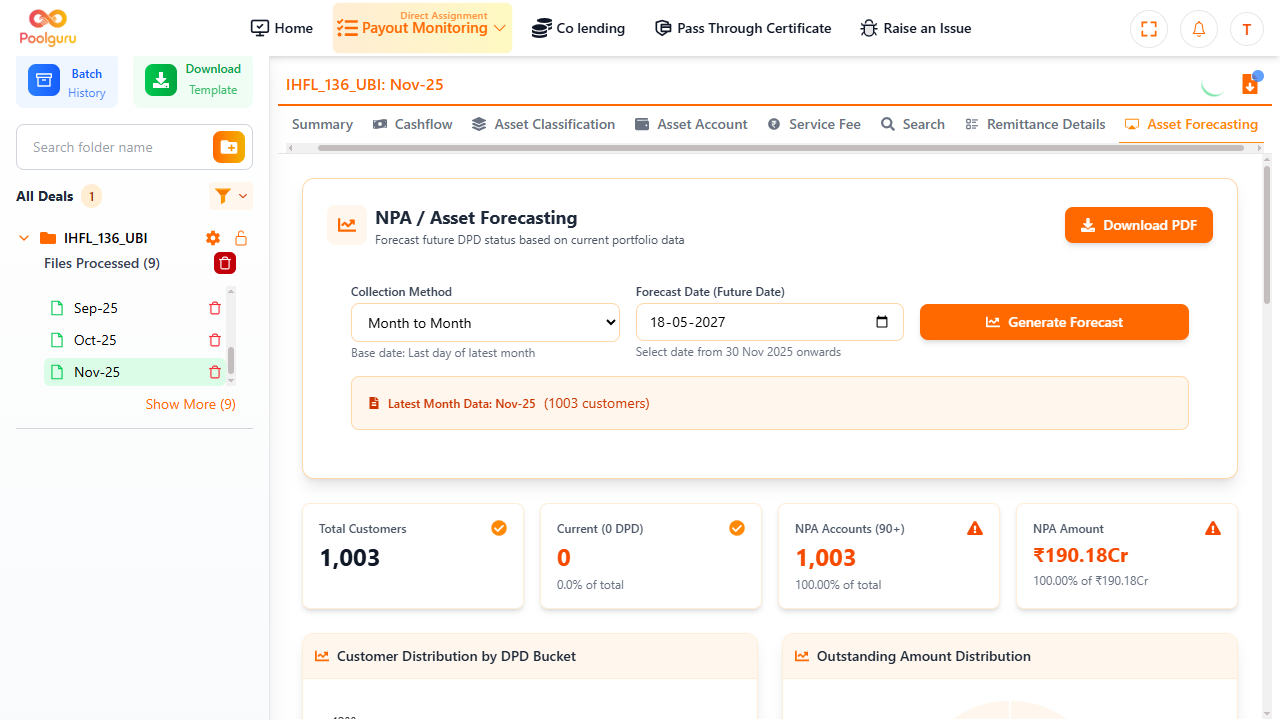 Poolguru
Home
Direct Assignment
Payout Monitoring
Co lending
Pass Through Certificate
Raise an Issue
T
Batch
History
Download
Template
Search folder name
All Deals 1
IHFL_136_UBI
Files Processed (9)
Sep-25
Oct-25
Nov-25
Show More (9)
IHFL_136_UBI: Nov-25
Summary
Cashflow
Asset Classification
Asset Account
Service Fee
Search
Remittance Details
Asset Forecasting
NPA / Asset Forecasting
Forecast future DPD status based on current portfolio data
Download PDF
Collection Method
Month to Month
Base date: Last day of latest month
Forecast Date (Future Date)
18-05-2027
Select date from 30 Nov 2025 onwards
Generate Forecast
Latest Month Data: Nov-25 (1003 customers)
Total Customers
1,003
Current (0 DPD)
0
0.0% of total
NPA Accounts (90+)
1,003
100.00% of total
NPA Amount
₹190.18Cr
100.00% of ₹190.18Cr
Customer Distribution by DPD Bucket
Outstanding Amount Distribution